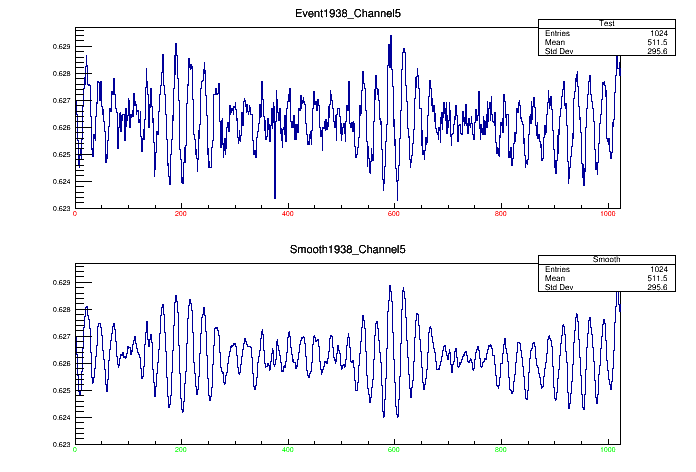 Event1938_Channel5
Test
Entries 1024
Mean 511.5
Std Dev 295.6
0.629
0.628
0.627
0.626
0.625
0.624
0.623
0 200 400 600 800 1000
Smooth1938_Channel5
Smooth
Entries 1024
Mean 511.5
Std Dev 295.6
0.629
0.628
0.627
0.626
0.625
0.624
0.623
0 200 400 600 800 1000